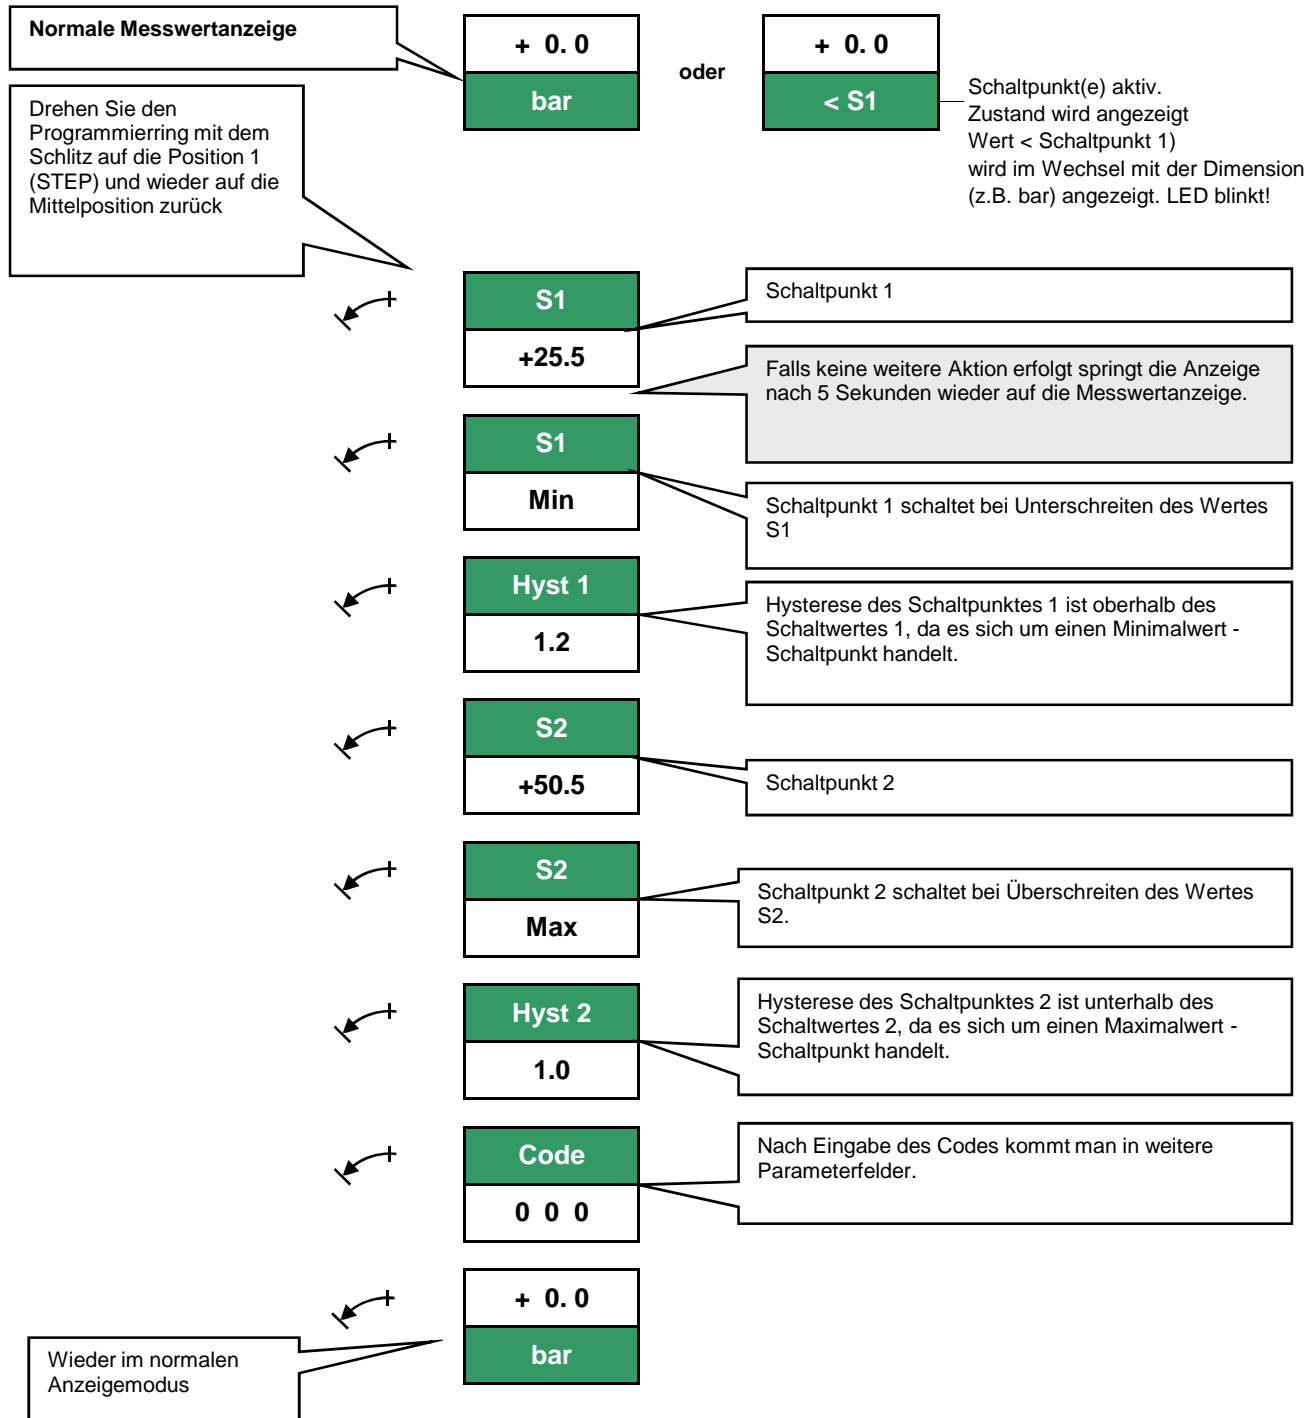 Normale Messwertanzeige
+ 0. 0
bar
oder
+ 0. 0
< S1
Schaltpunkt(e) aktiv.
Zustand wird angezeigt
Wert < Schaltpunkt 1)
wird im Wechsel mit der Dimension
(z.B. bar) angezeigt. LED blinkt!
Drehen Sie den
Programmierring mit dem
Schlitz auf die Position 1
(STEP) und wieder auf die
Mittelposition zurück
S1
+25.5
Schaltpunkt 1
Falls keine weitere Aktion erfolgt springt die Anzeige
nach 5 Sekunden wieder auf die Messwertanzeige.
S1
Min
Schaltpunkt 1 schaltet bei Unterschreiten des Wertes
S1
Hyst 1
1.2
Hysterese des Schaltpunktes 1 ist oberhalb des
Schaltwertes 1, da es sich um einen Minimalwert -
Schaltpunkt handelt.
S2
+50.5
Schaltpunkt 2
S2
Max
Schaltpunkt 2 schaltet bei Überschreiten des Wertes
S2.
Hyst 2
1.0
Hysterese des Schaltpunktes 2 ist unterhalb des
Schaltwertes 2, da es sich um einen Maximalwert -
Schaltpunkt handelt.
Code
0 0 0
Nach Eingabe des Codes kommt man in weitere
Parameterfelder.
+ 0. 0
bar
Wieder im normalen
Anzeigemodus